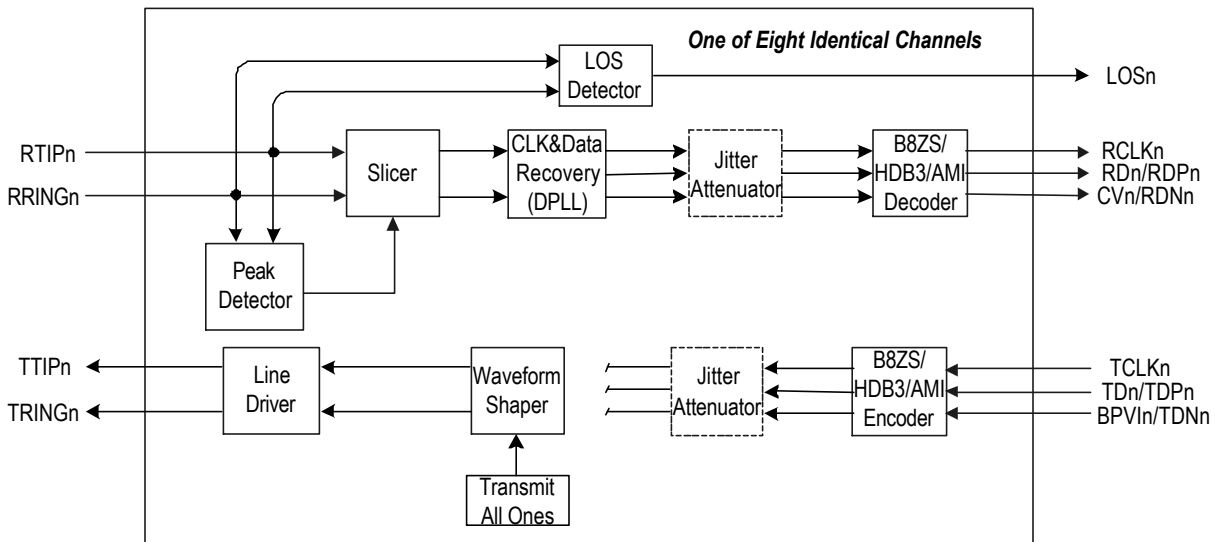 One of Eight Identical Channels
LOS
Detector
LOSn
RTIPn
RRINGn
Slicer
CLK&Data
Recovery
(DPLL)
Jitter
Attenuator
B8ZS/
HDB3/AMI
Decoder
RCLKn
RDn/RDPn
CVn/RDNn
Peak
Detector
TTIPn
TRINGn
Line
Driver
Waveform
Shaper
Jitter
Attenuator
B8ZS/
HDB3/AMI
Encoder
TCLKn
TDn/TDPn
BPVIn/TDNn
Transmit
All Ones